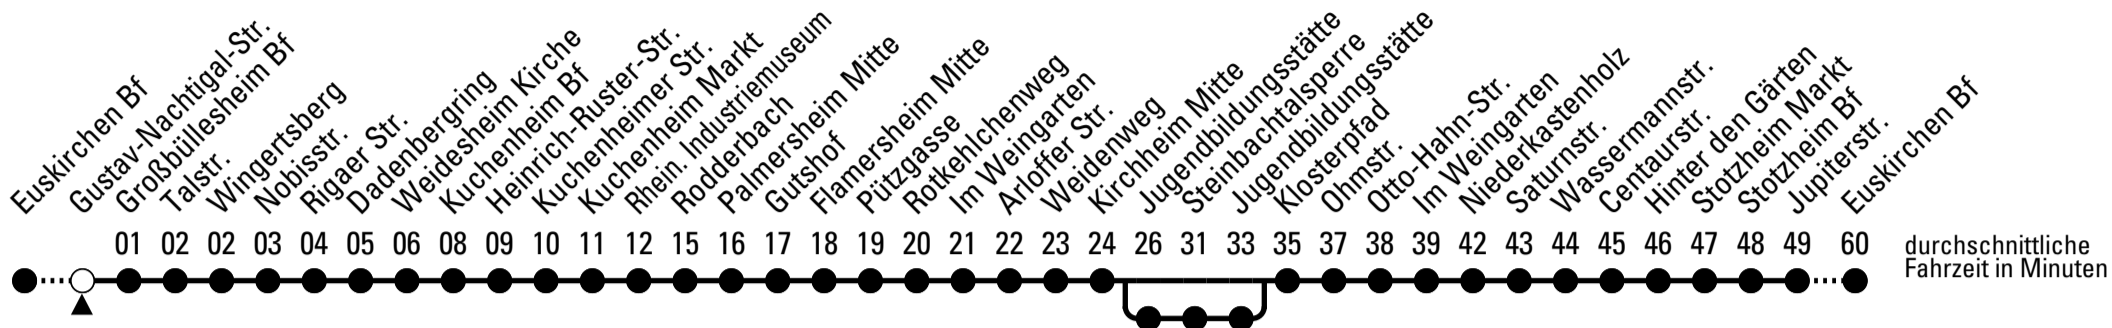 Euskirchen Bf
Gustav-Nachtigal-Str.
Großbüllesheim Bf
Talstr.
Wingertsberg
Nobisstr.
Rigaer Str.
Dadenbergring
Weidesheim Kirche
Kuchenheim Bf
Heinrich-Ruster-Str.
Kuchenheimer Str.
Kuchenheim Markt
Rhein. Industriemuseum
Rodderbach
Palmersheim Mitte
Gutshof
Flamersheim Mitte
Pützgasse
Rotkehlchenweg
Im Weingarten
Arloffer Str.
Weidenweg
Kirchheim Mitte
Jugendbildungsstätte
Steinbachtalsperre
Jugendbildungsstätte
Klosterpfad
Ohmstr.
Otto-Hahn-Str.
Im Weingarten
Niederkastenholz
Saturnstr.
Wassermannstr.
Centaurstr.
Hinter den Gärten
Stotzheim Markt
Stotzheim Bf
Jupiterstr.
Euskirchen Bf
01 02 02 03 04 05 06 08 09 10 11 12 15 16 17 18 19 20 21 22 23 24 26 31 33 35 37 38 39 42 43 44 45 46 47 48 49 60
durchschnittliche
Fahrzeit in Minuten